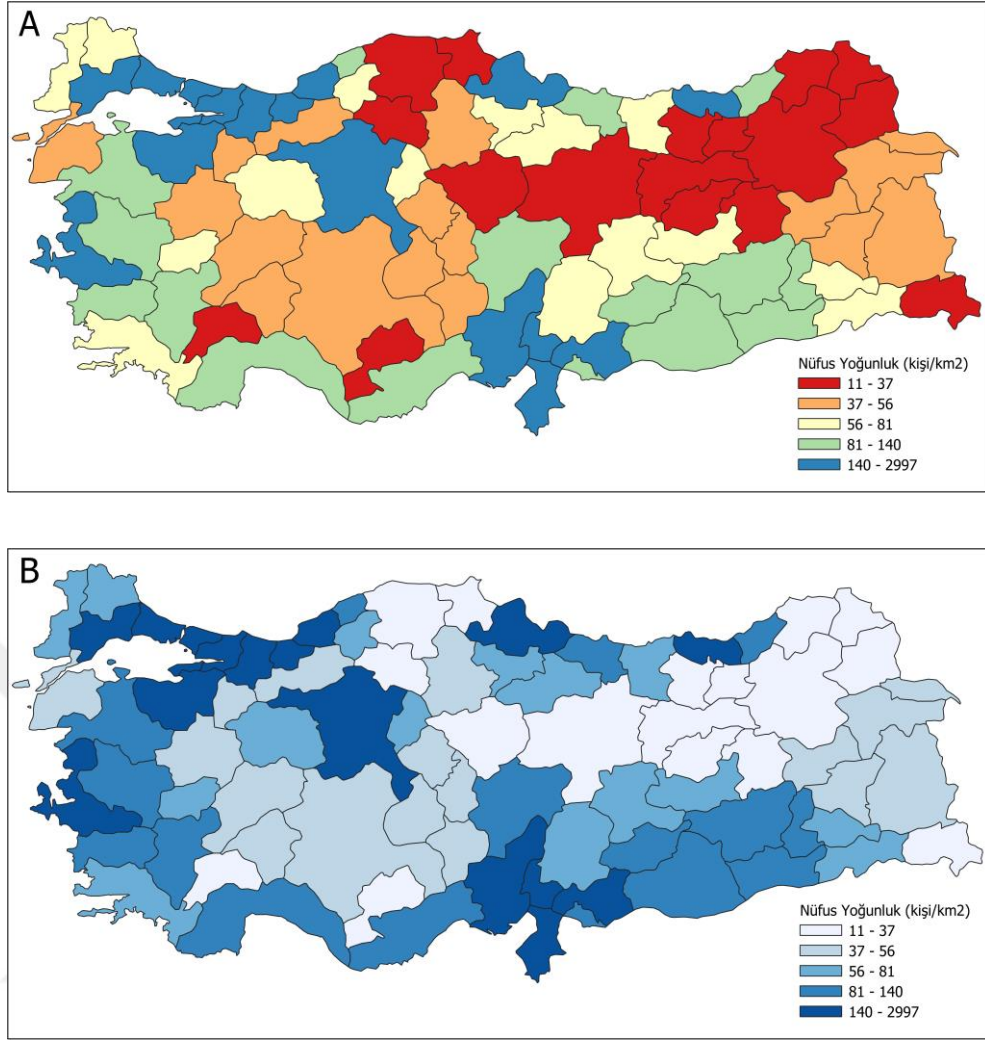 A
Nüfus Yoğunluk (kişi/km2)
11 - 37
37 - 56
56 - 81
81 - 140
140 - 2997
B
Nüfus Yoğunluk (kişi/km2)
11 - 37
37 - 56
56 - 81
81 - 140
140 - 2997